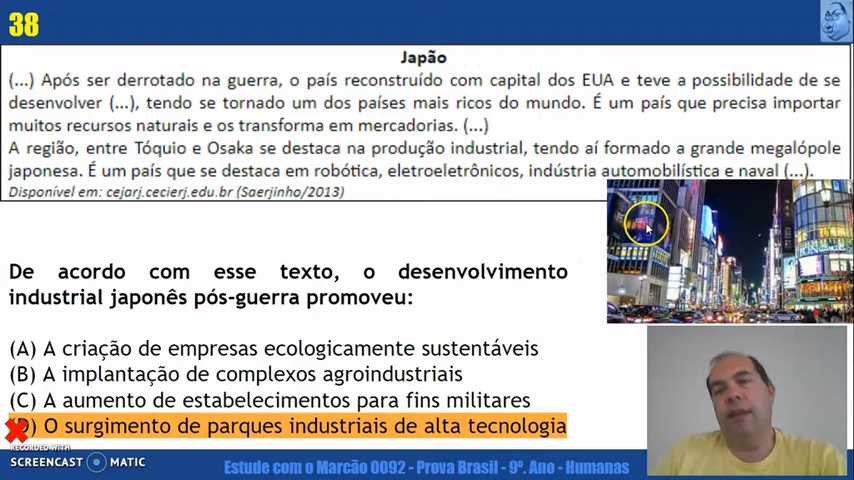 38
Japão
(...) Após ser derrotado na guerra, o país reconstruído com capital dos EUA e teve a possibilidade de se
desenvolver (...), tendo se tornado um dos países mais ricos do mundo. É um país que precisa importar
muitos recursos naturais e os transforma em mercadorias. (...)
A região, entre Tóquio e Osaka se destaca na produção industrial, tendo aí formado a grande megalópole
japonesa. É um país que se destaca em robótica, eletroeletrônicos, indústria automobilística e naval (...).
Disponível em: cejarj.cecierj.edu.br (Saerjinho/2013)
De acordo com esse texto, o desenvolvimento
industrial japonês pós-guerra promoveu:
(A) A criação de empresas ecologicamente sustentáveis
(B) A implantação de complexos agroindustriais
(C) A aumento de estabelecimentos para fins militares
(D) O surgimento de parques industriais de alta tecnologia
RECORDED WITH
SCREENCAST MATIC
Estude com o Marcão 0092 - Prova Brasil - 9º. Ano - Humanas